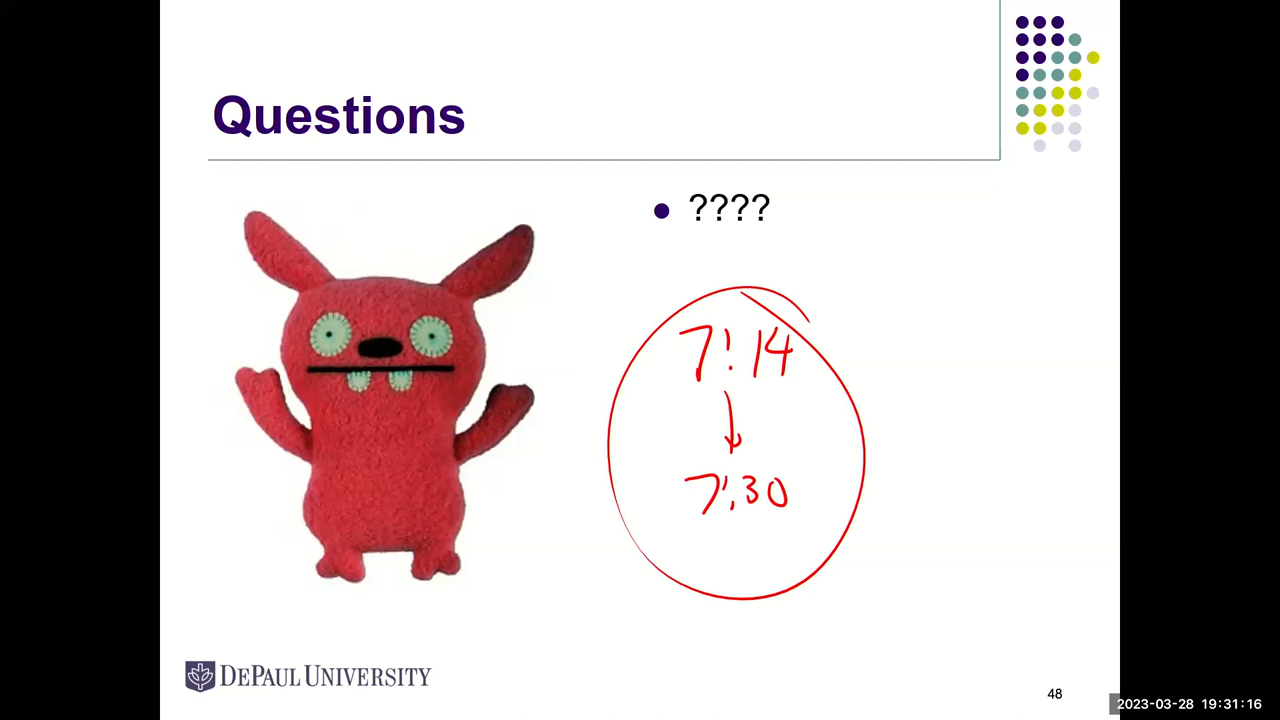 Questions
• ????
7:14
7:30
DEPAUL UNIVERSITY
48
2023-03-28 19:31:16